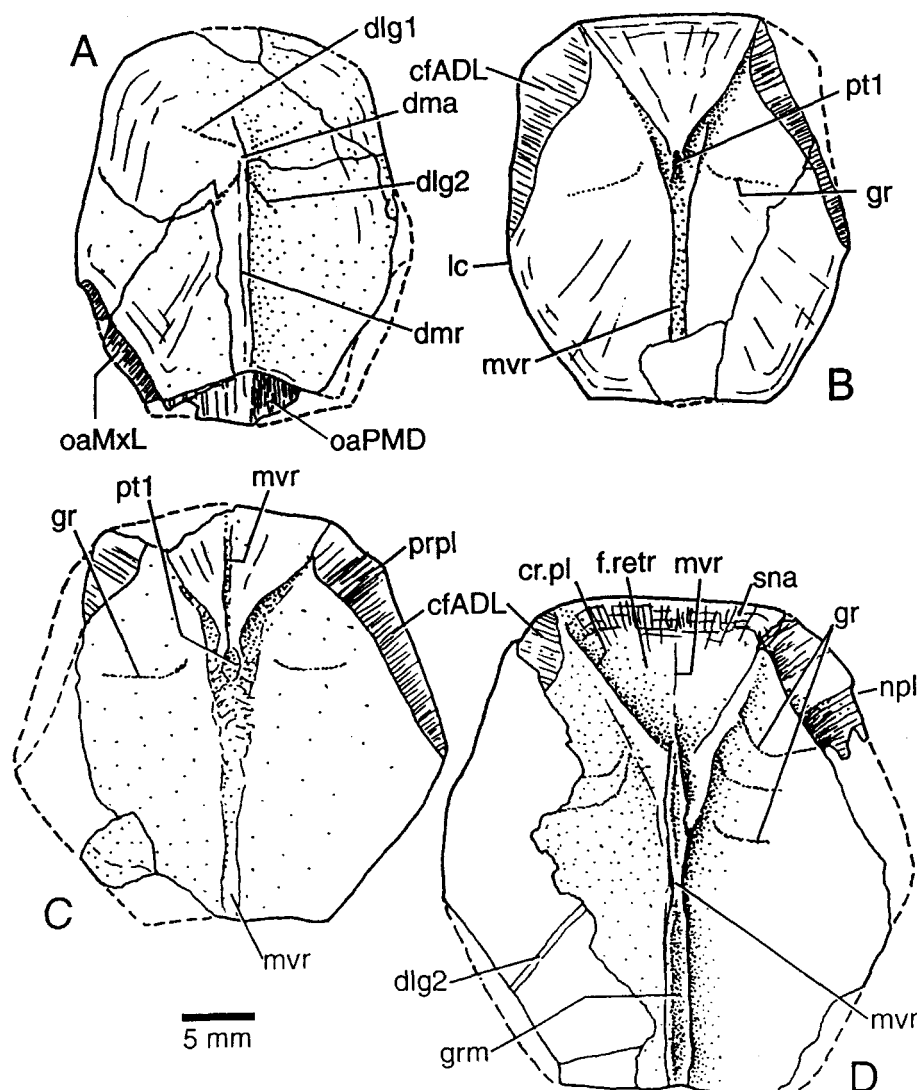 A
dlg1
dma
dlg2
dmr
oaMxL
oaPMD
B
cfADL
pt1
gr
lc
mvr
C
pt1
mvr
gr
prpl
cfADL
mvr
5 mm
D
cr.pl
f.retr
mvr
sna
gr
npl
dlg2
grm
mvr